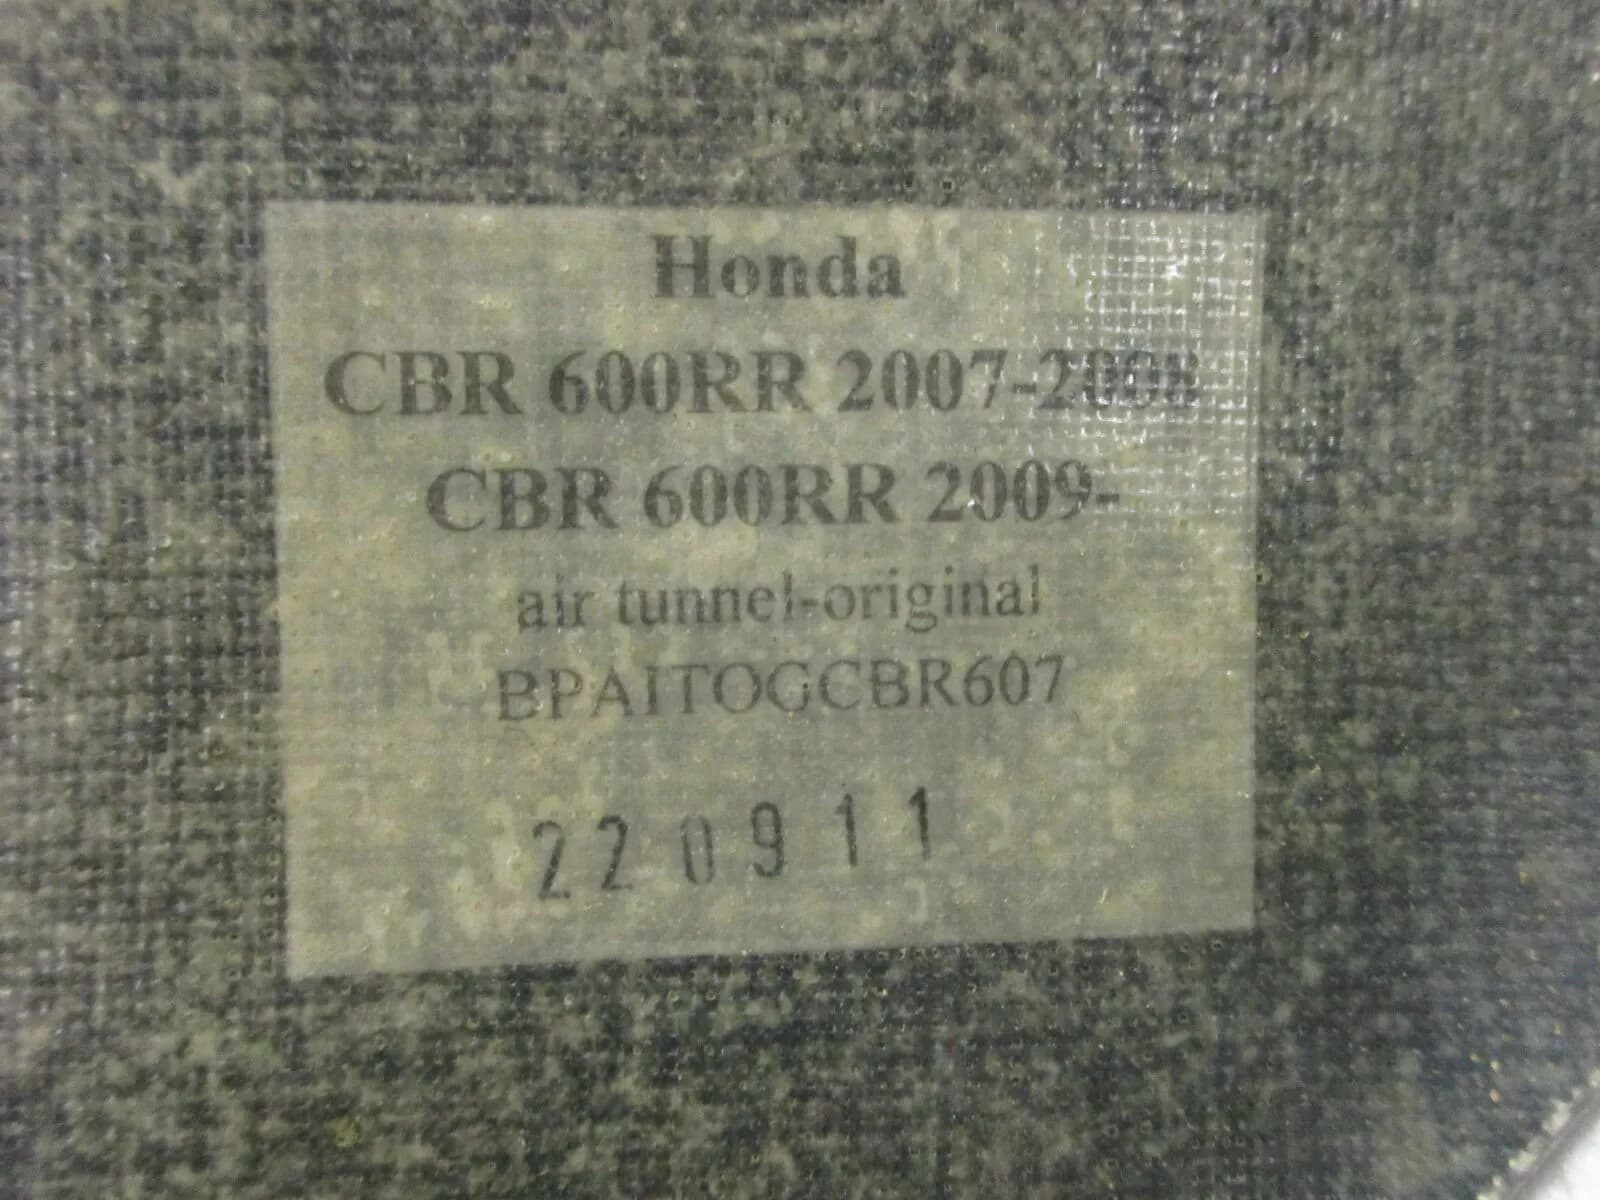 Honda
CBR 600RR 2007-2008
CBR 600RR 2009-
air tunnel-original
BPAITOGCBR607
220911